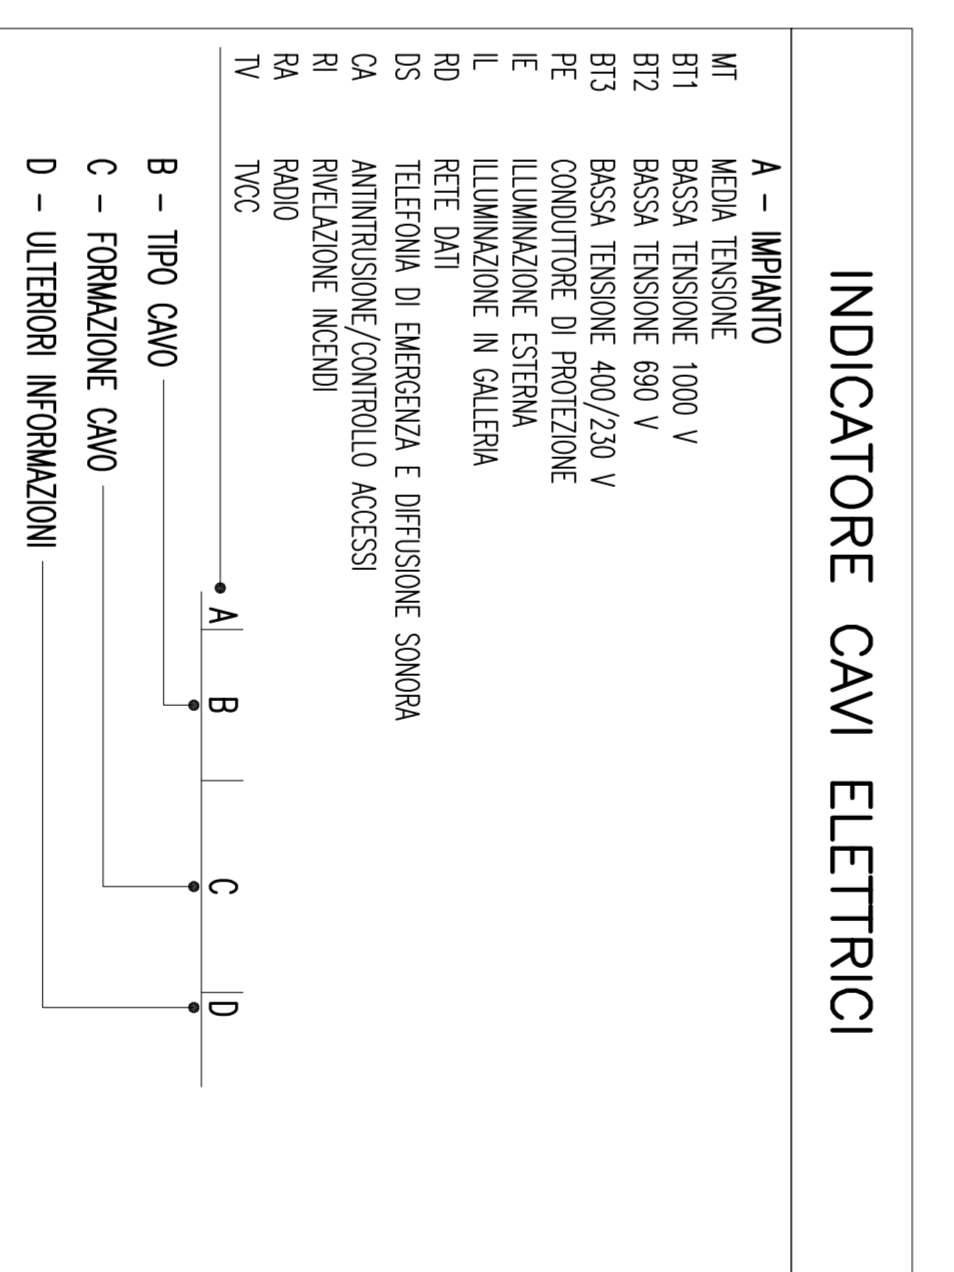 INDICATORE CAVI ELETTRICI
A – IMPIANTO
MT MEDIA TENSIONE
BT1 BASSA TENSIONE 1000 V
BT2 BASSA TENSIONE 690 V
BT3 BASSA TENSIONE 400/230 V
PE CONDUTTORE DI PROTEZIONE
IE ILLUMINAZIONE ESTERNA
IL ILLUMINAZIONE IN GALLERIA
RD RETE DATI
DS TELEFONIA DI EMERGENZA E DIFFUSIONE SONORA
CA ANTINTRUSIONE/CONTROLLO ACCESSI
RI RIVELAZIONE INCENDI
RA RADIO
TV TVCC
A B C D
B – TIPO CAVO
C – FORMAZIONE CAVO
D – ULTERIORI INFORMAZIONI